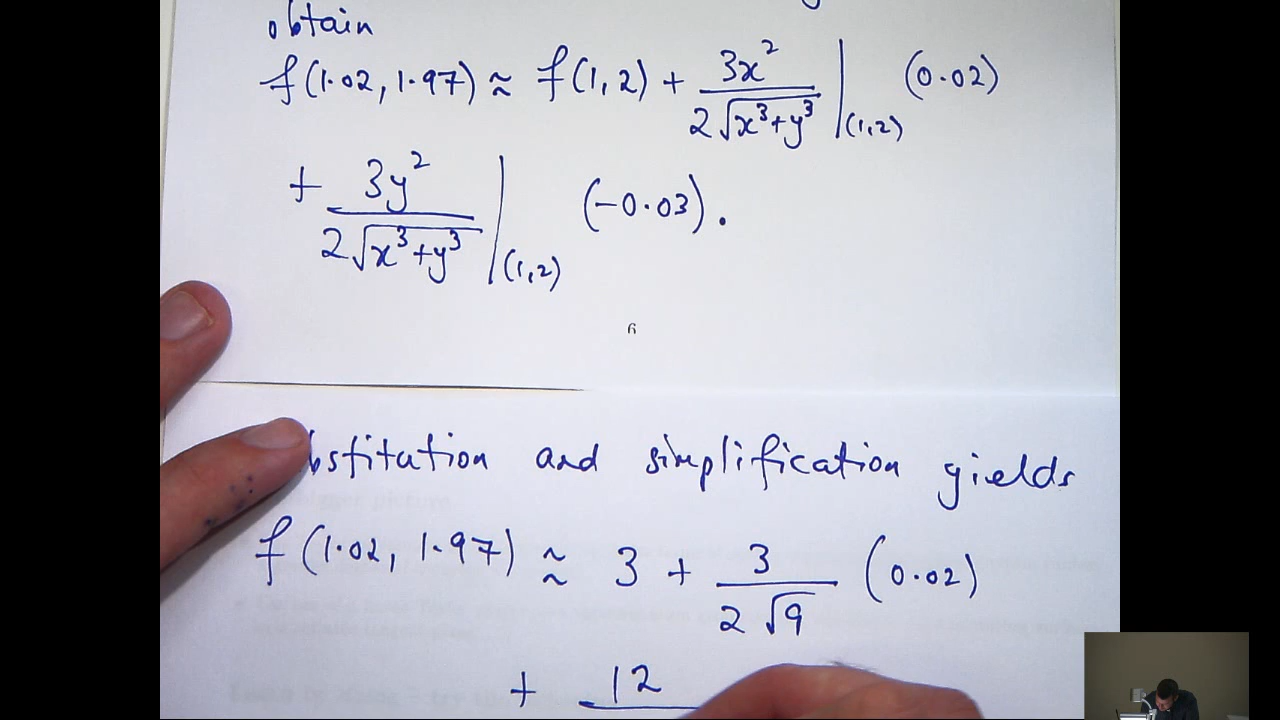 obtain
f(1.02, 1.97) ≈ f(1,2) + 3x²/(2√(x³+y³)) |(1,2) (0.02)
+ 3y²/(2√(x³+y³)) |(1,2) (-0.03).
6
bstitution and simplification yields
f(1.02, 1.97) ≈ 3 + 3/(2√9) (0.02)
+ 12